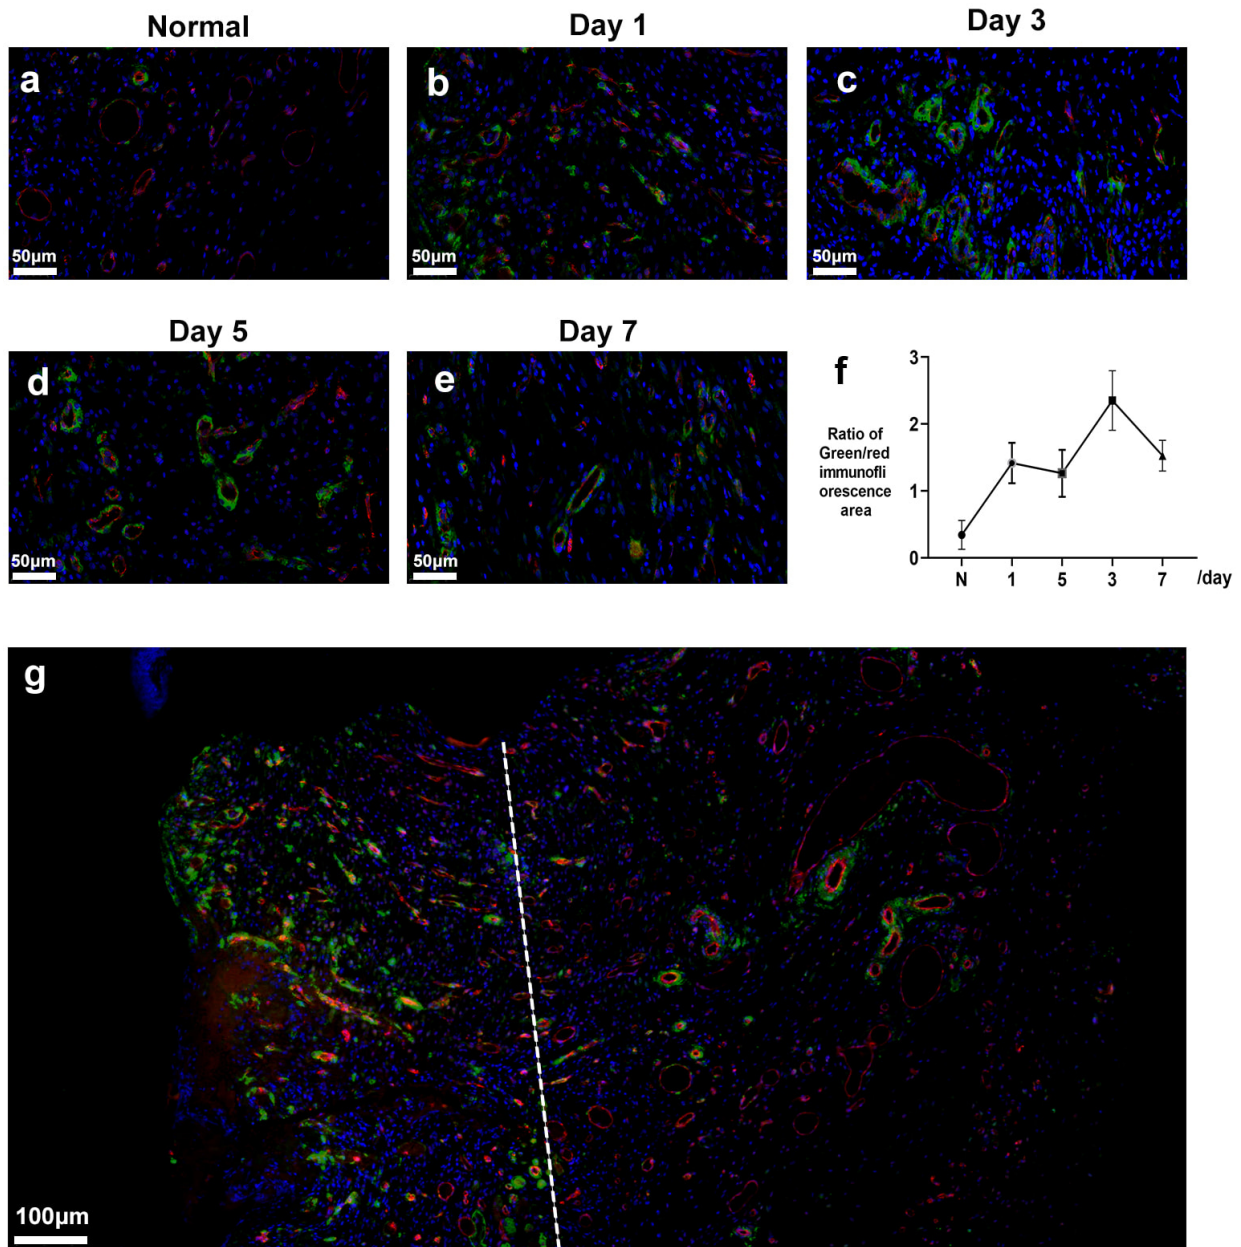 Normal
Day 1
Day 3
a
b
c
50µm
50µm
50µm
Day 5
Day 7
d
e
f
50µm
50µm
3
2
1
0
Ratio of
Green/red
immunofli
orescence
area
N 1 5 3 7 /day
g
100µm